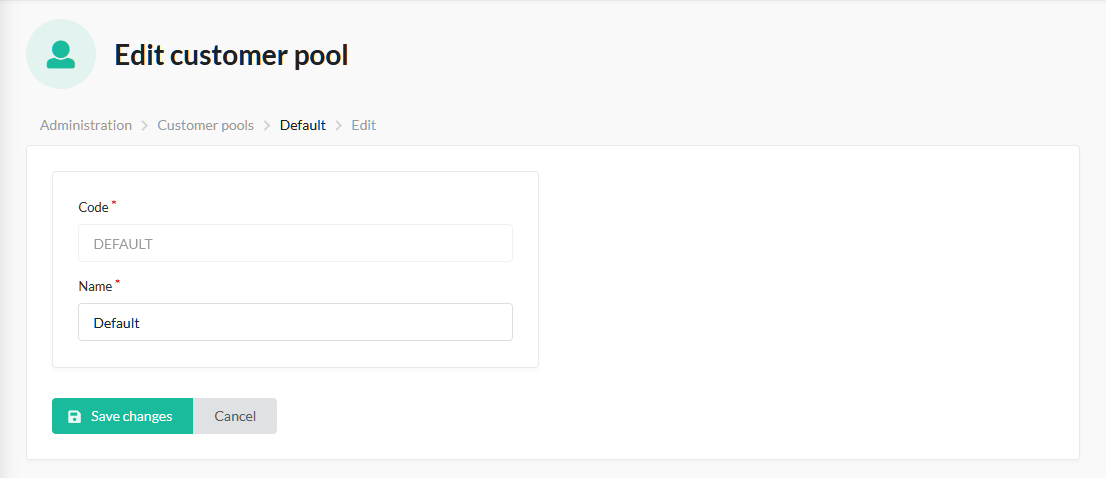 Edit customer pool
Administration > Customer pools > Default > Edit
Code *
DEFAULT
Name *
Default
Save changes Cancel